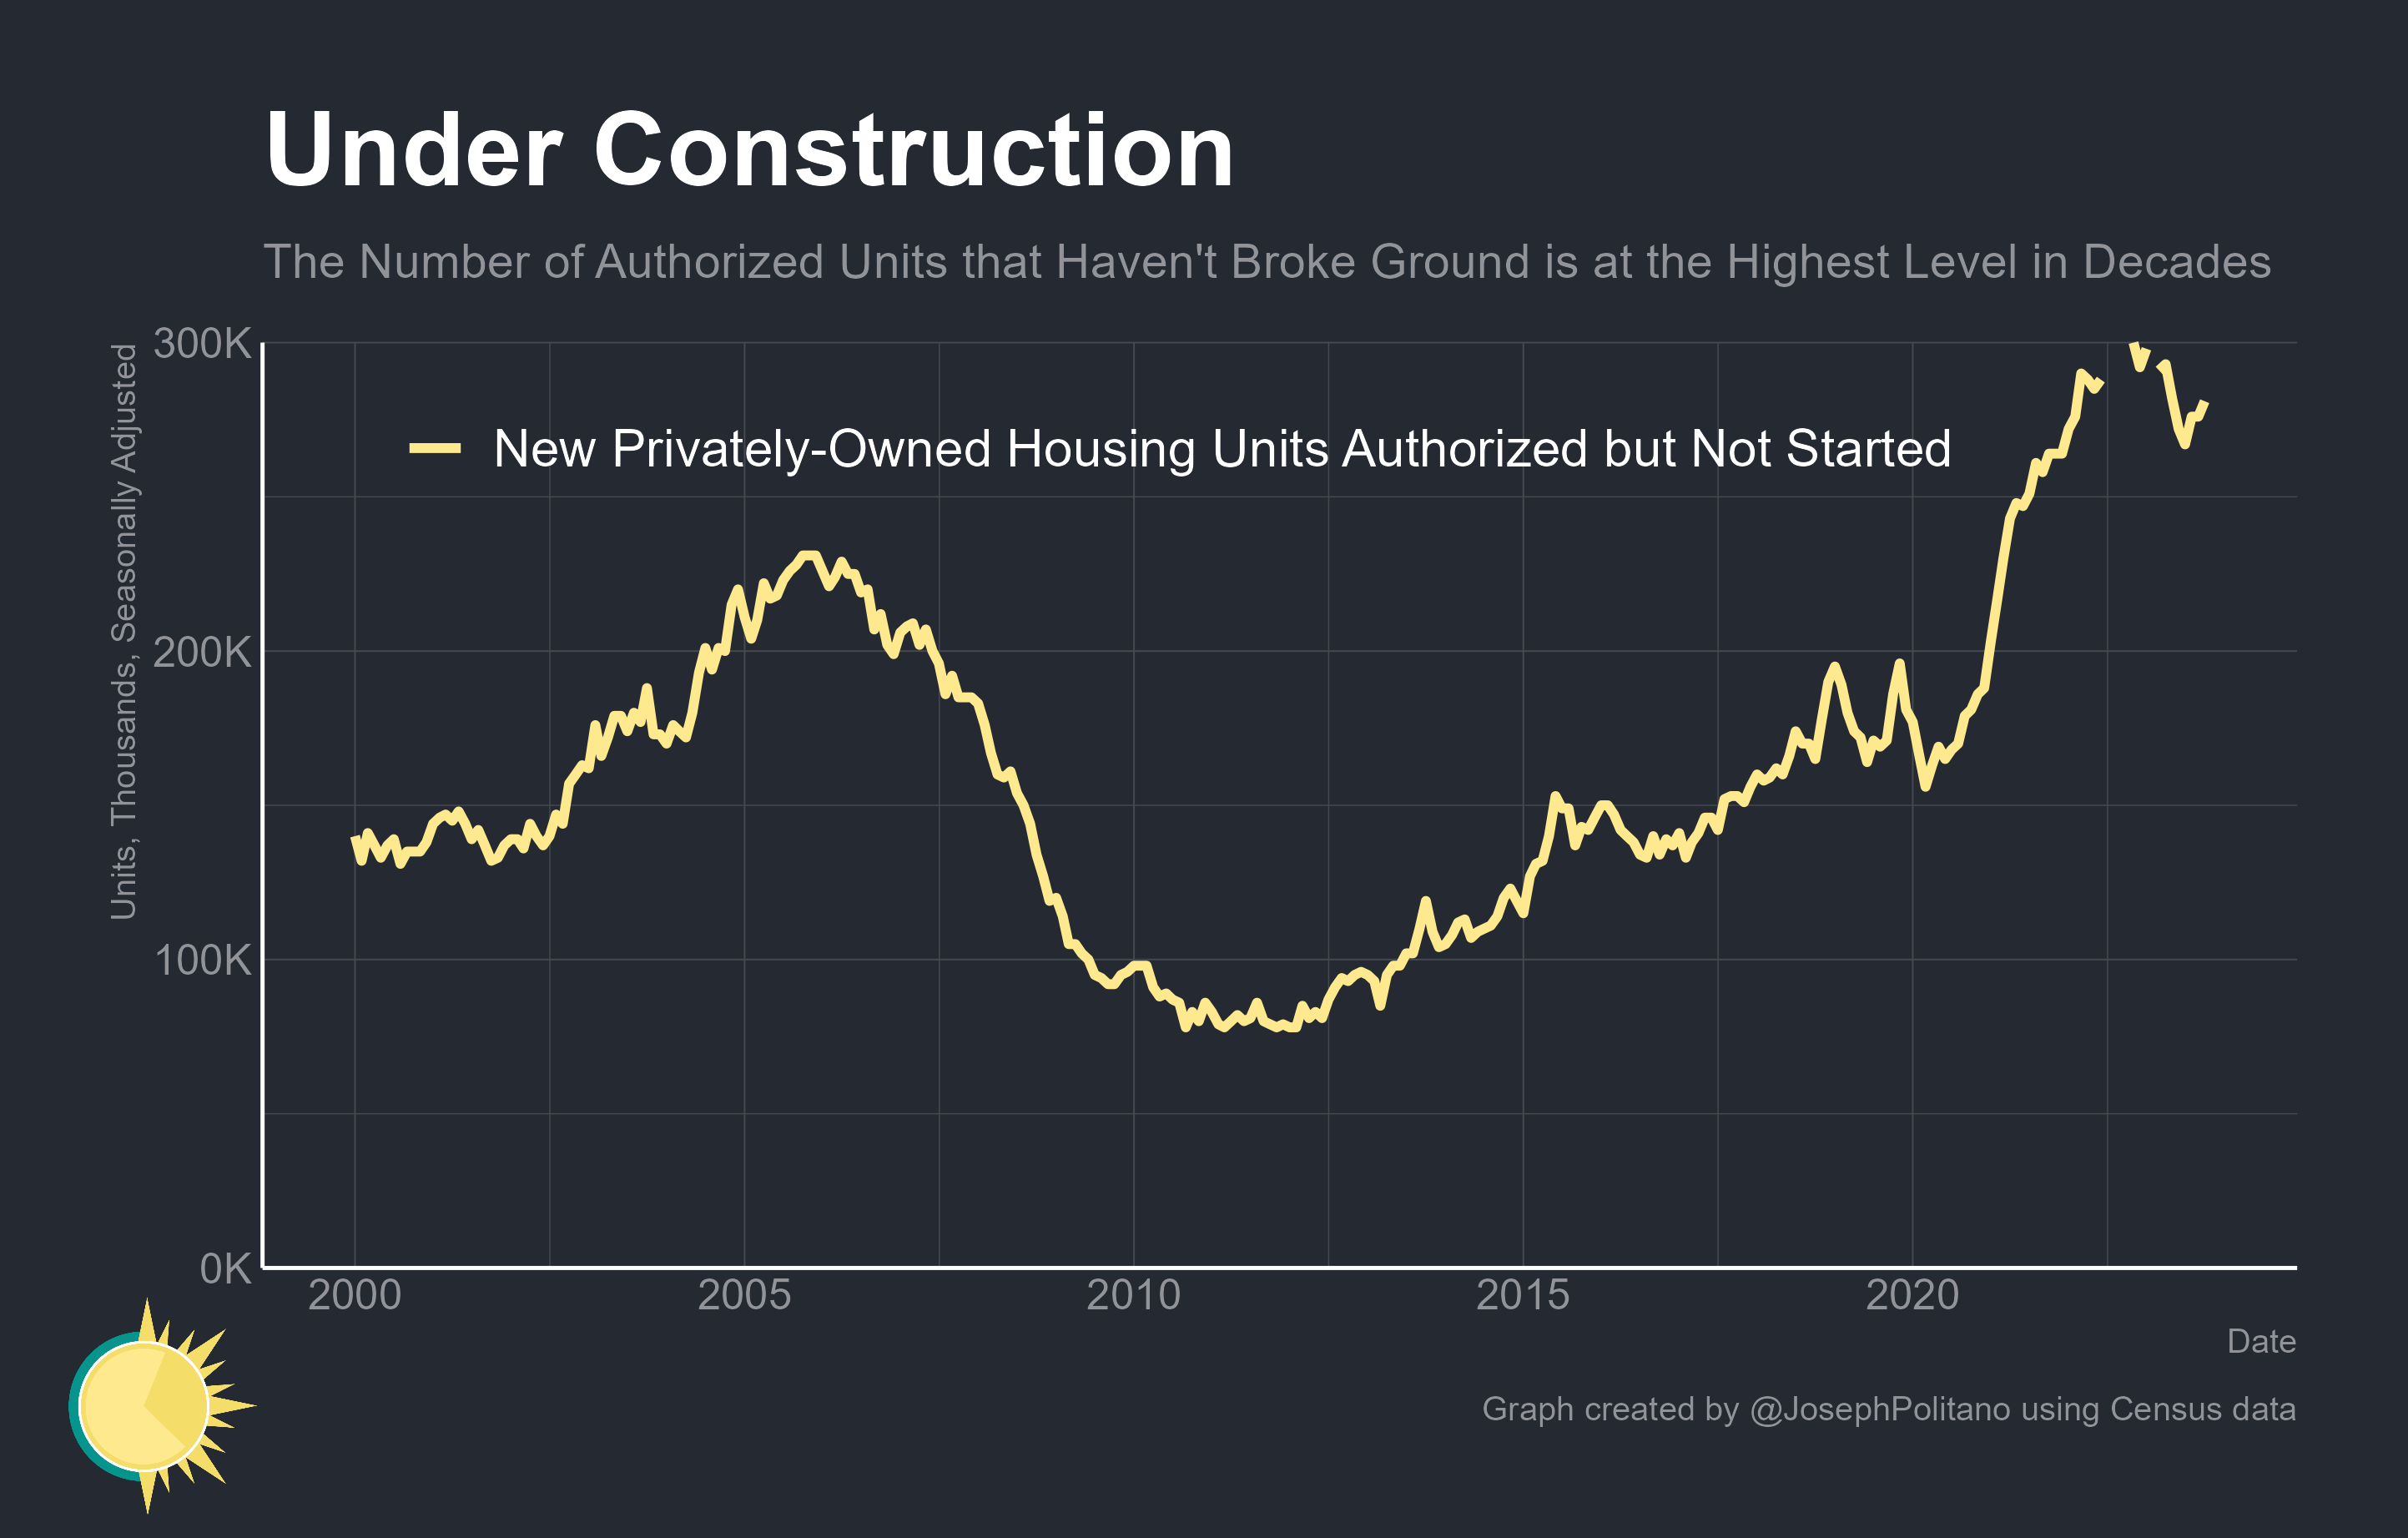 Under Construction
The Number of Authorized Units that Haven't Broke Ground is at the Highest Level in Decades
Units, Thousands, Seasonally Adjusted
300K
New Privately-Owned Housing Units Authorized but Not Started
200K
100K
0K
2000 2005 2010 2015 2020
Date
Graph created by @JosephPolitano using Census data